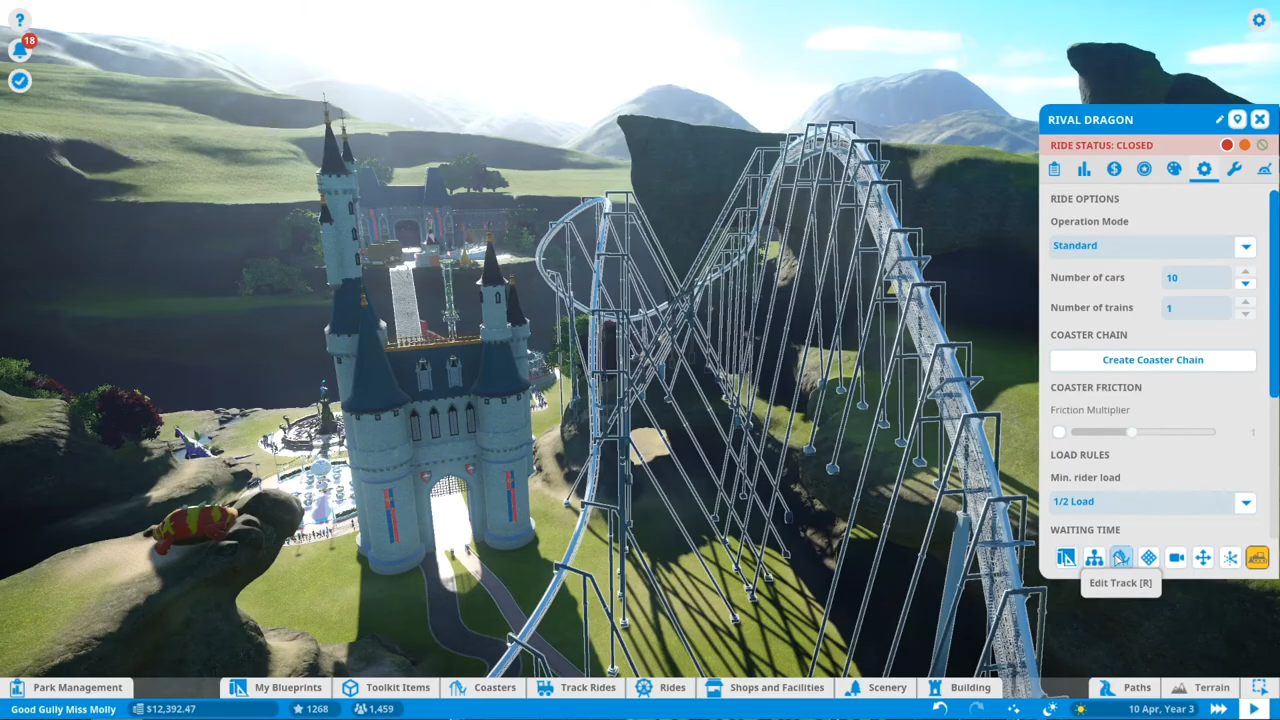 ?
18
RIVAL DRAGON
RIDE STATUS: CLOSED
RIDE OPTIONS
Operation Mode
Standard
Number of cars 10
Number of trains 1
COASTER CHAIN
Create Coaster Chain
COASTER FRICTION
Friction Multiplier
1
LOAD RULES
Min. rider load
1/2 Load
WAITING TIME
Edit Track [R]
Park Management My Blueprints Toolkit Items Coasters Track Rides Rides Shops and Facilities Scenery Building Paths Terrain
Good Gully Miss Molly $12,392.47 1268 1,459 10 Apr, Year 3